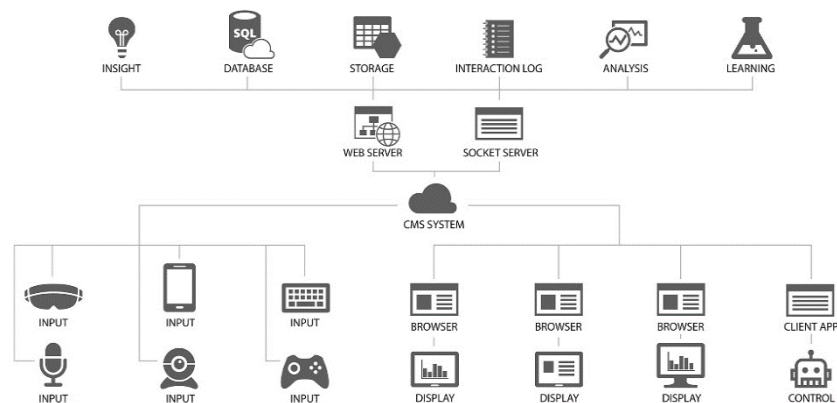 SQL
INSIGHT
DATABASE
STORAGE
INTERACTION LOG
ANALYSIS
LEARNING
WEB SERVER
SOCKET SERVER
CMS SYSTEM
INPUT
INPUT
INPUT
BROWSER
BROWSER
BROWSER
CLIENT APP
INPUT
INPUT
INPUT
DISPLAY
DISPLAY
DISPLAY
CONTROL